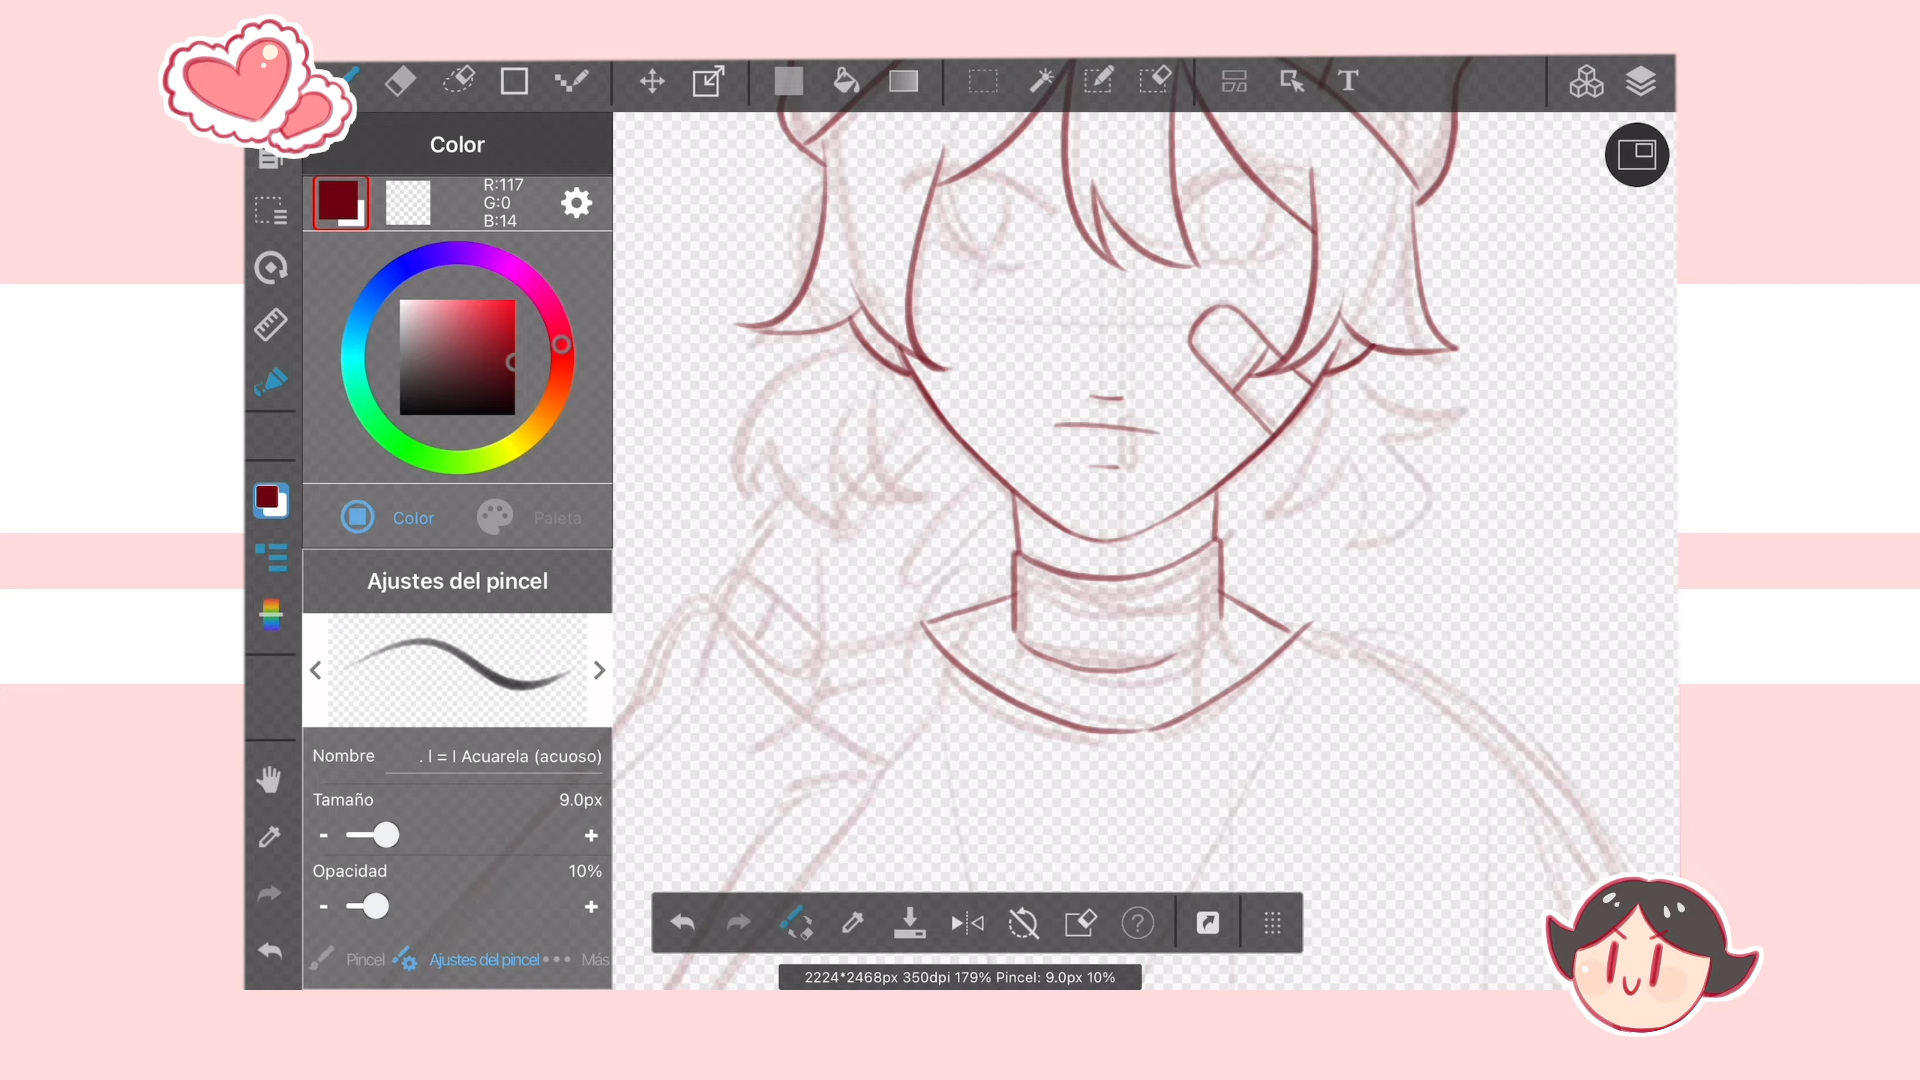 T
Color
R:117
G:0
B:14
Color
Paleta
Ajustes del pincel
Nombre
. l = l Acuarela (acuoso)
Tamaño
9.0px
-
+
Opacidad
10%
-
+
Pincel
Ajustes del pincel
Más
?
2224*2468px 350dpi 179% Pincel: 9.0px 10%